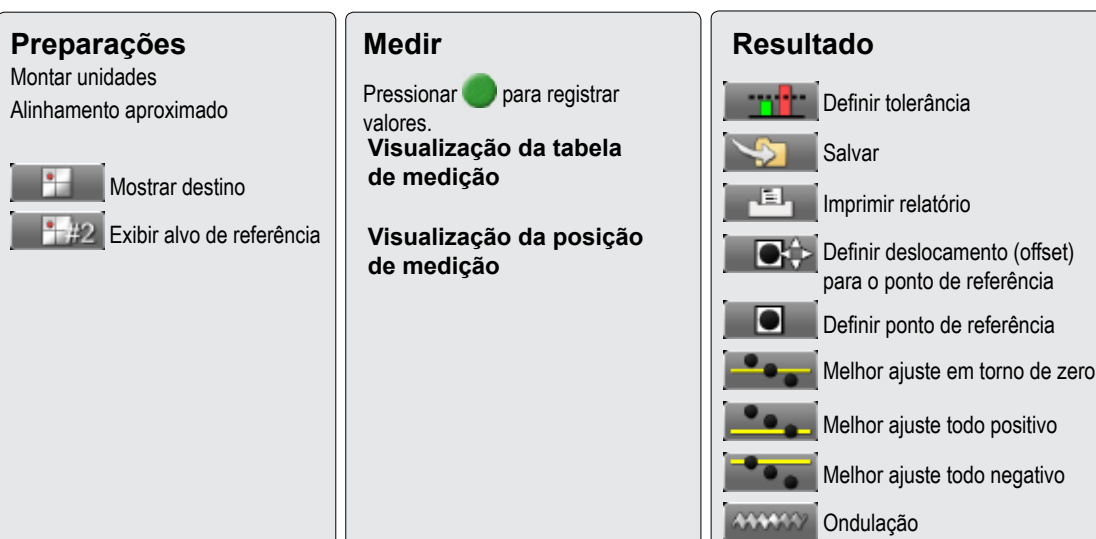 Preparações
Montar unidades
Alinhamento aproximado
Mostrar destino
#2 Exibir alvo de referência
Medir
Pressionar para registrar
valores.
Visualização da tabela
de medição
Visualização da posição
de medição
Resultado
Definir tolerância
Salvar
Imprimir relatório
Definir deslocamento (offset)
para o ponto de referência
Definir ponto de referência
Melhor ajuste em torno de zero
Melhor ajuste todo positivo
Melhor ajuste todo negativo
Ondulação